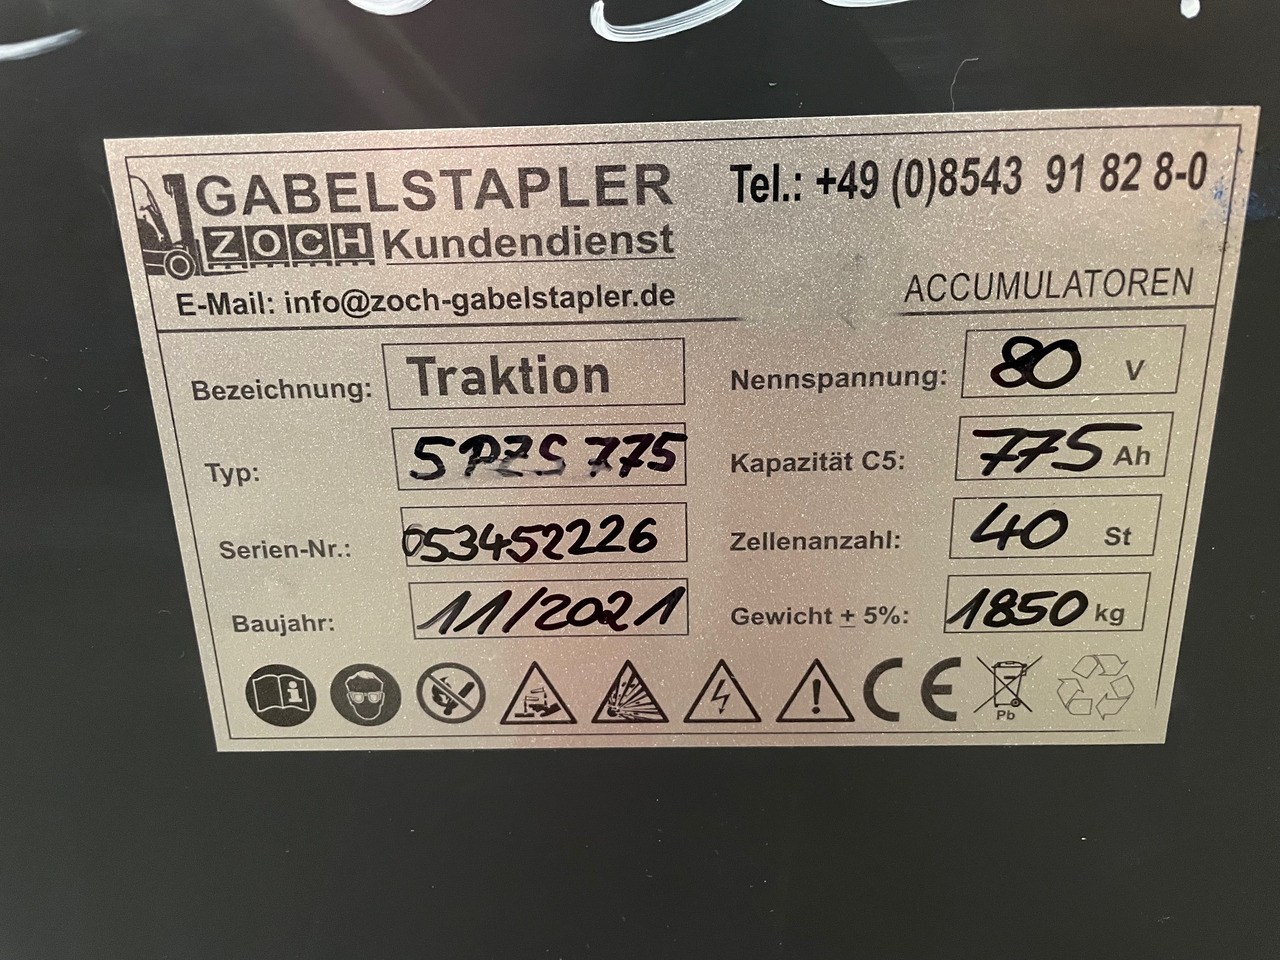 GABELSTAPLER
ZOCH Kundendienst
Tel.: +49 (0)8543 91 82 8-0
E-Mail: info@zoch-gabelstapler.de
ACCUMULATOREN
Bezeichnung: Traktion
Nennspannung: 80 V
Typ: 5 PZS 775
Kapazität C5: 775 Ah
Serien-Nr.: 053452226
Zellenanzahl: 40 St
Baujahr: 11/2021
Gewicht ± 5%: 1850 kg
CE
Pb